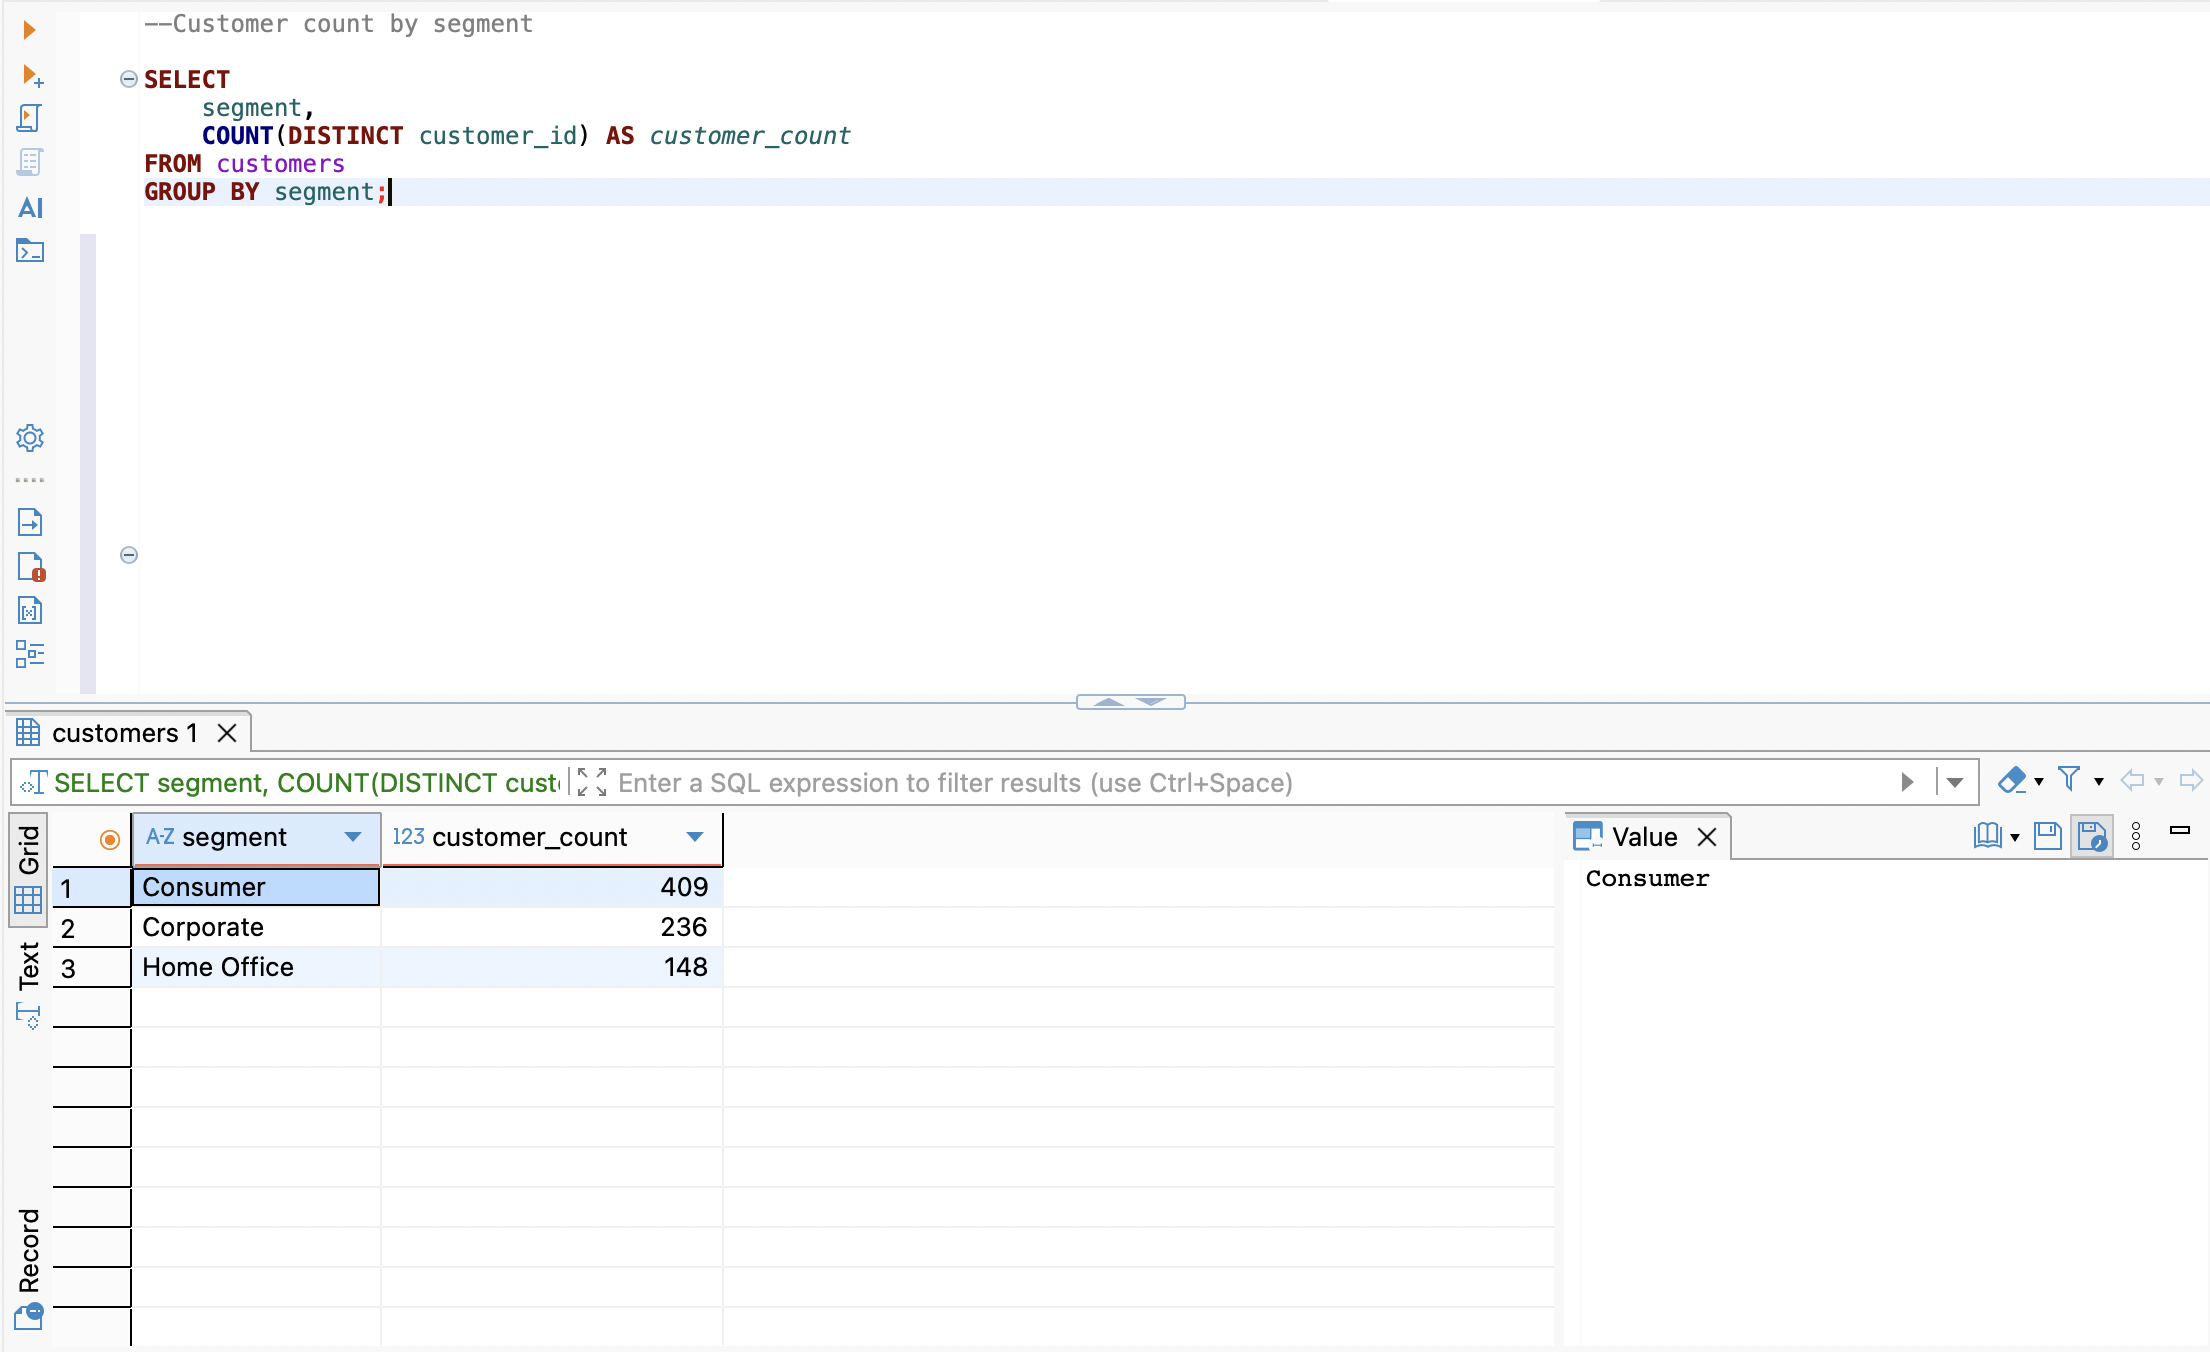 --Customer count by segment
SELECT
segment,
COUNT(DISTINCT customer_id) AS customer_count
FROM customers
GROUP BY segment;
AI
customers 1
SELECT segment, COUNT(DISTINCT cust
Enter a SQL expression to filter results (use Ctrl+Space)
Grid
Text
Record
A-Z segment
123 customer_count
1 Consumer 409
2 Corporate 236
3 Home Office 148
Value
Consumer